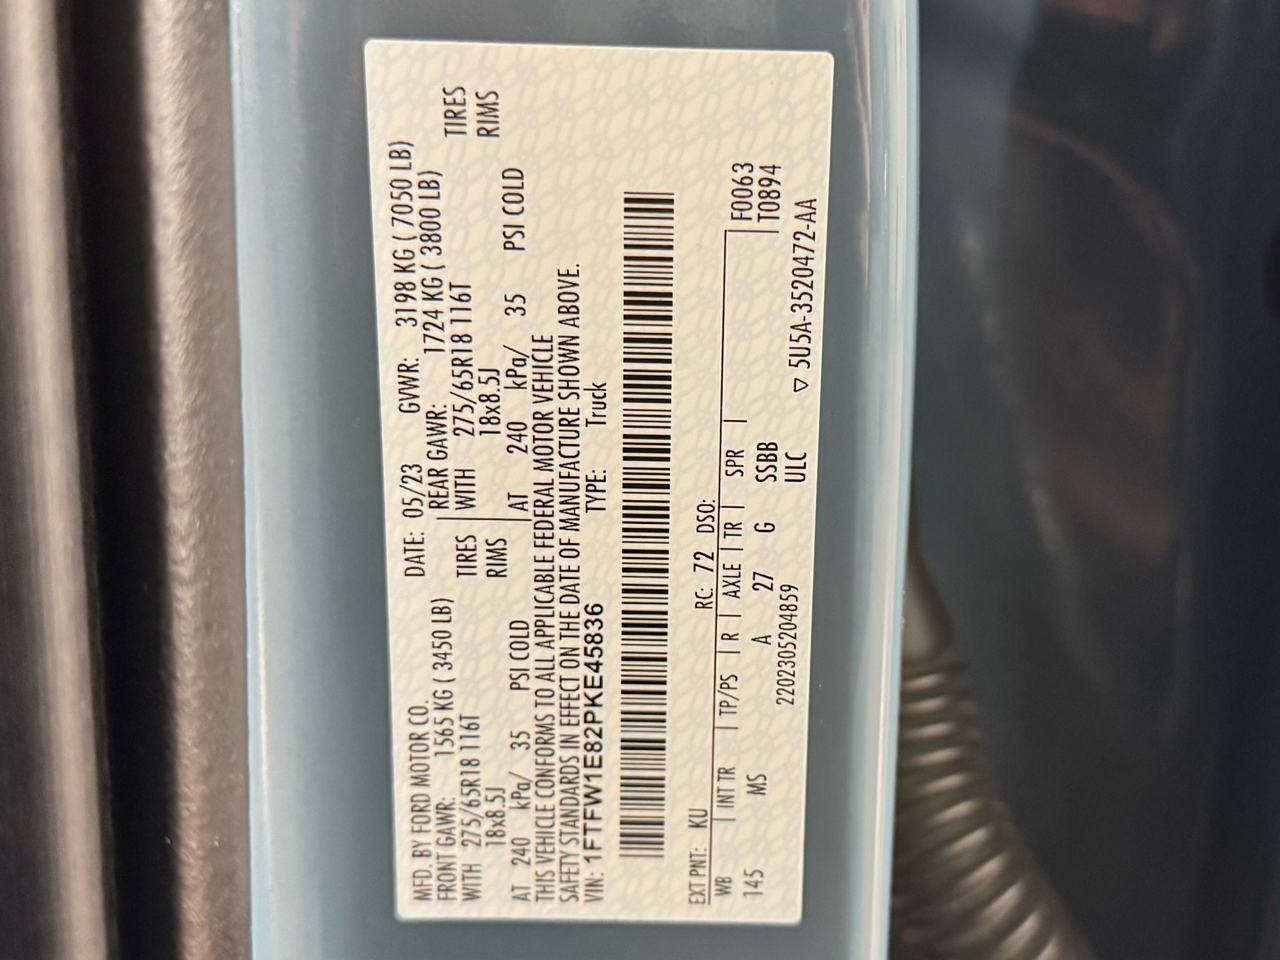 MFD. BY FORD MOTOR CO. DATE: 05/23 GVWR: 3198 KG ( 7050 LB)
FRONT GAWR: 1565 KG ( 3450 LB) REAR GAWR: 1724 KG ( 3800 LB)
WITH 275/65R18 116T TIRES WITH 275/65R18 116T TIRES
18x8.5J RIMS 18x8.5J RIMS
AT 240 kPa/ 35 PSI COLD AT 240 kPa/ 35 PSI COLD
THIS VEHICLE CONFORMS TO ALL APPLICABLE FEDERAL MOTOR VEHICLE
SAFETY STANDARDS IN EFFECT ON THE DATE OF MANUFACTURE SHOWN ABOVE.
VIN: 1FTFW1E82PKE45836 TYPE: Truck
EXT PNT: KU RC: 72 DSO:
WB | INT TR | TP/PS | R | AXLE | TR | SPR | F0063
145 MS A 27 G SSBB T0894
2202305204859 ULC
▽ 5U5A-3520472-AA